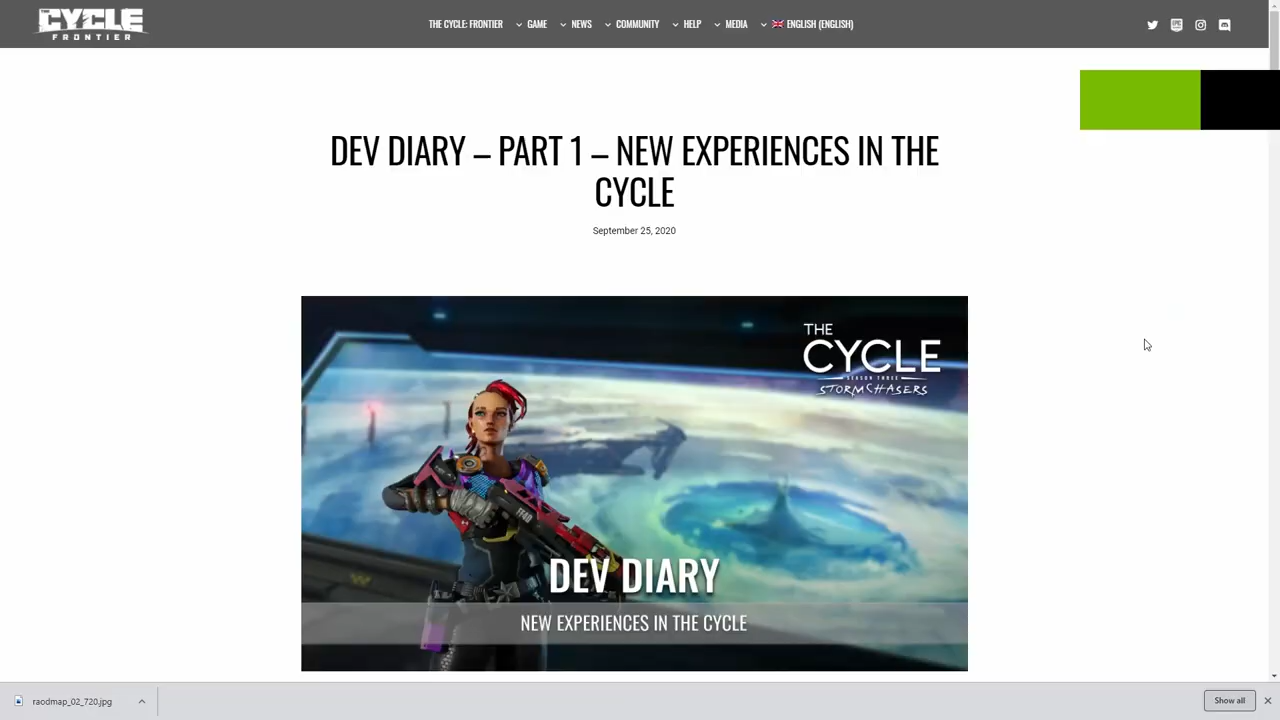 THE CYCLE FRONTIER
THE CYCLE: FRONTIER GAME NEWS COMMUNITY HELP MEDIA ENGLISH (ENGLISH)
DEV DIARY – PART 1 – NEW EXPERIENCES IN THE
CYCLE
September 25, 2020
THE
CYCLE
SEASON THREE
STORMCHASERS
FF40
DEV DIARY
NEW EXPERIENCES IN THE CYCLE
raodmap_02_720.jpg
Show all